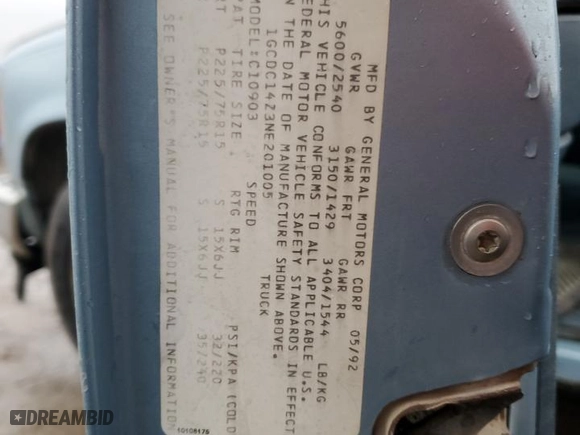 MFD BY GENERAL MOTORS CORP 05/92
GVWR GAWR FRT GAWR RR
5600/2540 3150/1429 3404/1544 LB/KG
THIS VEHICLE CONFORMS TO ALL APPLICABLE U.S.
FEDERAL MOTOR VEHICLE SAFETY STANDARDS IN EFFECT
ON THE DATE OF MANUFACTURE SHOWN ABOVE.
1GCDC14Z3NE201005 TRUCK
MODEL:C10903
PAT TIRE SIZE SPEED RTG RIM PSI/KPA (COLD
P225/75R15 S 15X6JJ 32/220
P225/75R15 S 15X6JJ 35/240
SEE OWNER'S MANUAL FOR ADDITIONAL INFORMATION
DREAMBID